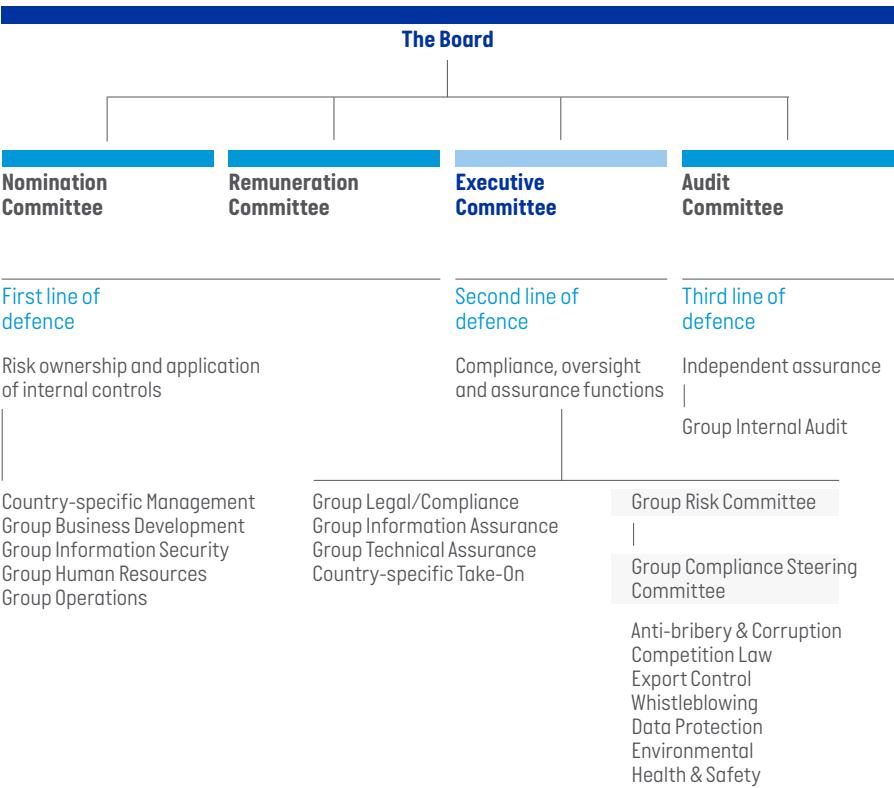 The Board
Nomination
Committee
Remuneration
Committee
Executive
Committee
Audit
Committee
First line of
defence
Risk ownership and application
of internal controls
Second line of
defence
Compliance, oversight
and assurance functions
Third line of
defence
Independent assurance
Group Internal Audit
Country-specific Management
Group Business Development
Group Information Security
Group Human Resources
Group Operations
Group Legal/Compliance
Group Information Assurance
Group Technical Assurance
Country-specific Take-On
Group Risk Committee
Group Compliance Steering
Committee
Anti-bribery & Corruption
Competition Law
Export Control
Whistleblowing
Data Protection
Environmental
Health & Safety